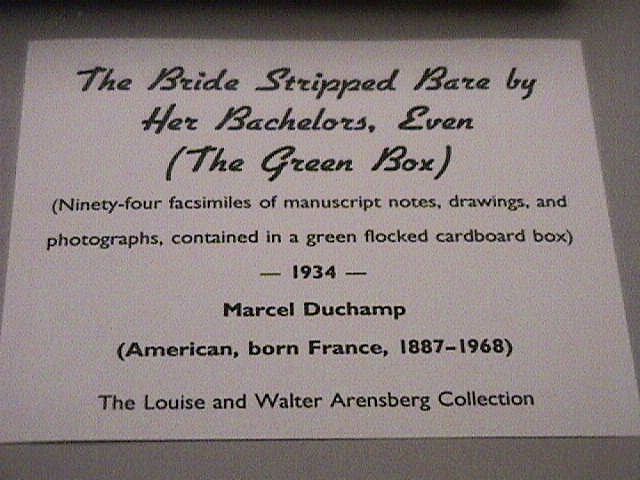 The Bride Stripped Bare by
Her Bachelors, Even
(The Green Box)
(Ninety-four facsimiles of manuscript notes, drawings, and
photographs, contained in a green flocked cardboard box)
— 1934 —
Marcel Duchamp
(American, born France, 1887–1968)
The Louise and Walter Arensberg Collection